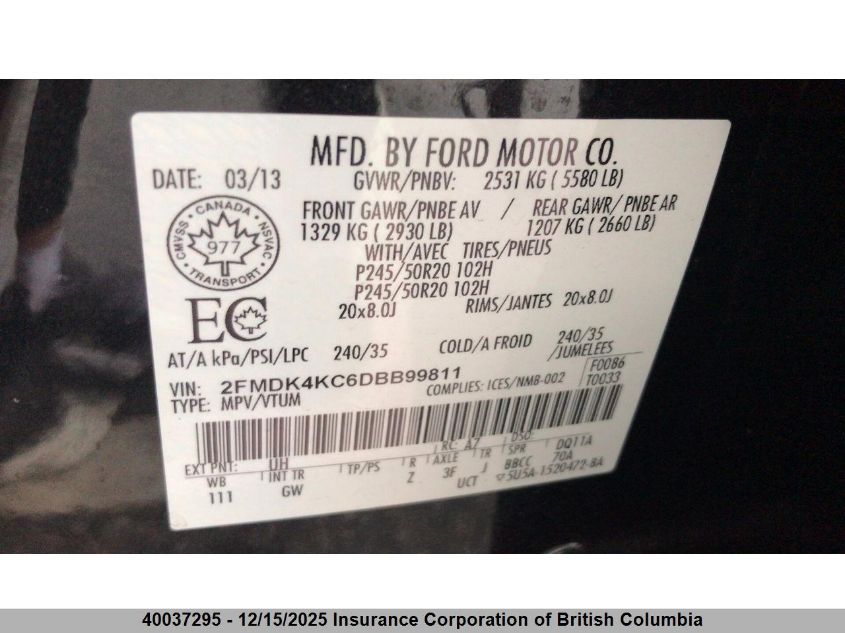 MFD. BY FORD MOTOR CO.
DATE: 03/13 GVWR/PNBV: 2531 KG ( 5580 LB)
FRONT GAWR/PNBE AV / REAR GAWR/ PNBE AR
1329 KG ( 2930 LB) 1207 KG ( 2660 LB)
WITH/AVEC TIRES/PNEUS
P245/50R20 102H
P245/50R20 102H
20x8.0J RIMS/JANTES 20x8.0J
CANADA
CMVSS NSVAC
977
TRANSPORT
EC
AT/A kPa/PSI/LPC 240/35 COLD/A FROID 240/35
/JUMELEES
VIN: 2FMDK4KC6DBB99811 COMPLIES: ICES/NMB-002 F0086
TYPE: MPV/VTUM T0033
EXT PNT: UH RC: A7 DSO:
WB INT TR TP/PS R AXLE TR SPR DQ11A
111 GW Z 3F J BBCC 70A
UCT 5U5A-1520472-BA
40037295 - 12/15/2025 Insurance Corporation of British Columbia